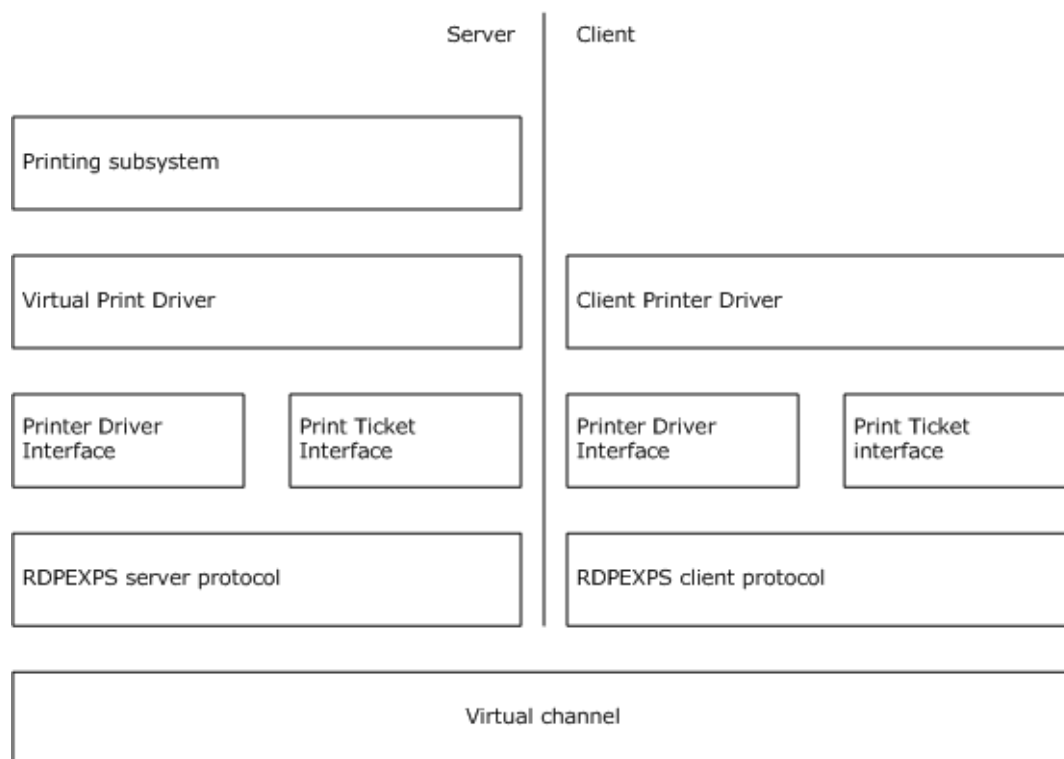 Server
Client
Printing subsystem
Virtual Print Driver
Client Printer Driver
Printer Driver
Interface
Print Ticket
Interface
Printer Driver
Interface
Print Ticket
interface
RDPEXPS server protocol
RDPEXPS client protocol
Virtual channel